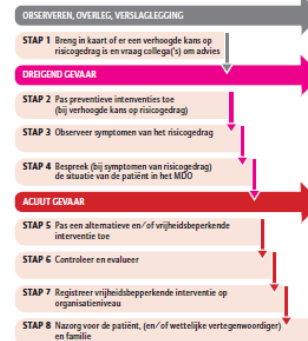 OBSERVEREN, OVERLEG, VERSLAGLEGGING
STAP 1 Breng in kaart of er een verhoogde kans op
risicogedrag is en vraag collega('s) om advies
DREIGEND GEVAAR
STAP 2 Pas preventieve interventies toe
(bij verhoogde kans op risicogedrag)
STAP 3 Observeer symptomen van het risicogedrag
STAP 4 Bespreek (bij symptomen van risicogedrag)
de situatie van de patiënt in het MDO
ACUUT GEVAAR
STAP 5 Pas een alternatieve en/of vrijheidsbeperkende
interventie toe
STAP 6 Controleer en evalueer
STAP 7 Registreer vrijheidsbepperkende interventie op
organisatieniveau
STAP 8 Nazorg voor de patiënt, (en/of wettelijke vertegenwoordiger)
en familie